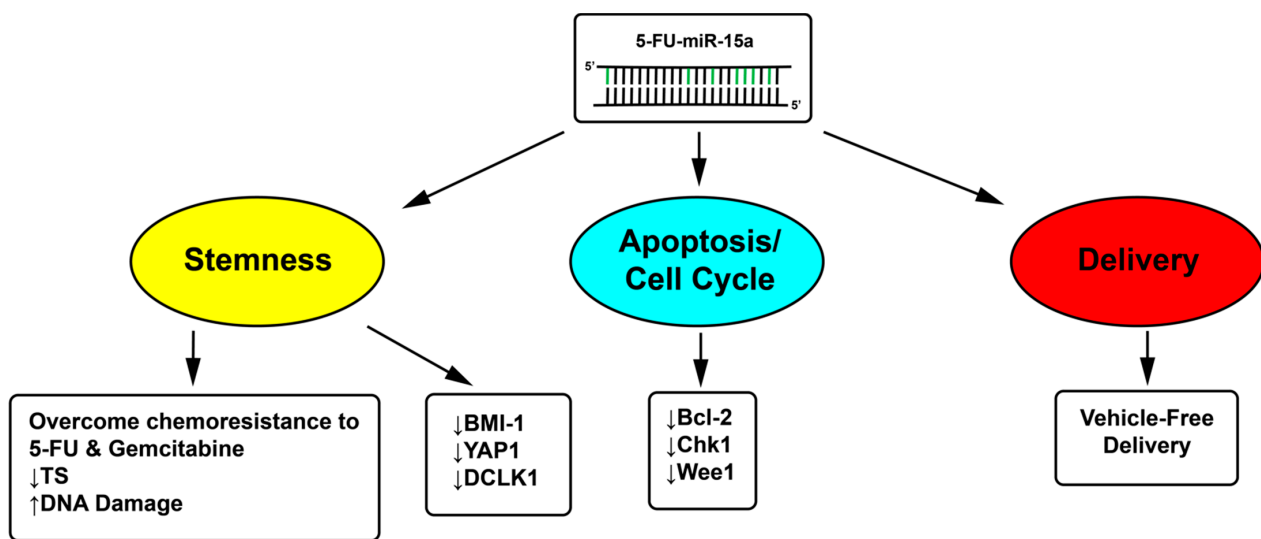 5-FU-miR-15a
5'
5'
Stemness
Apoptosis/
Cell Cycle
Delivery
Overcome chemoresistance to
5-FU & Gemcitabine
↓TS
↑DNA Damage
↓BMI-1
↓YAP1
↓DCLK1
↓Bcl-2
↓Chk1
↓Wee1
Vehicle-Free
Delivery